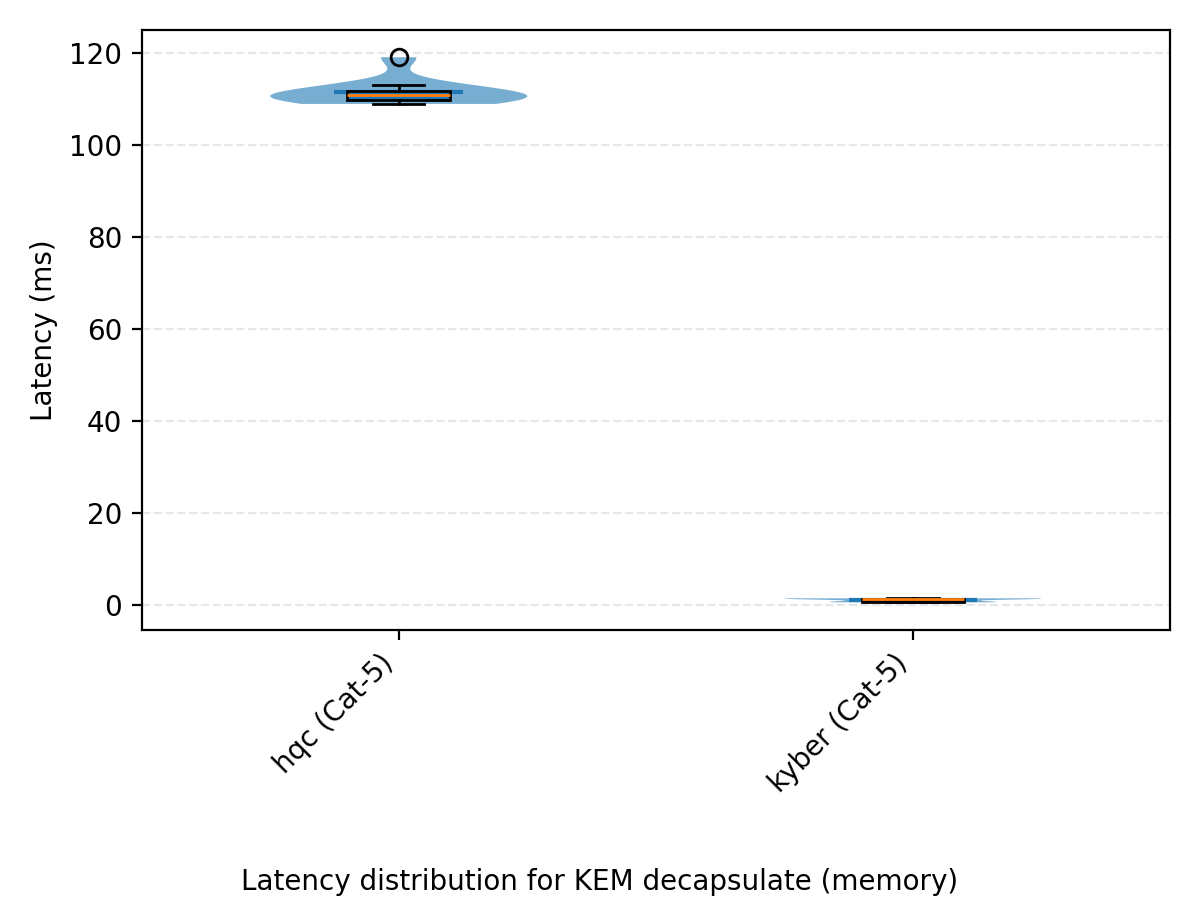 120
100
80
60
40
20
0
Latency (ms)
hqc (Cat-5)
kyber (Cat-5)
Latency distribution for KEM decapsulate (memory)